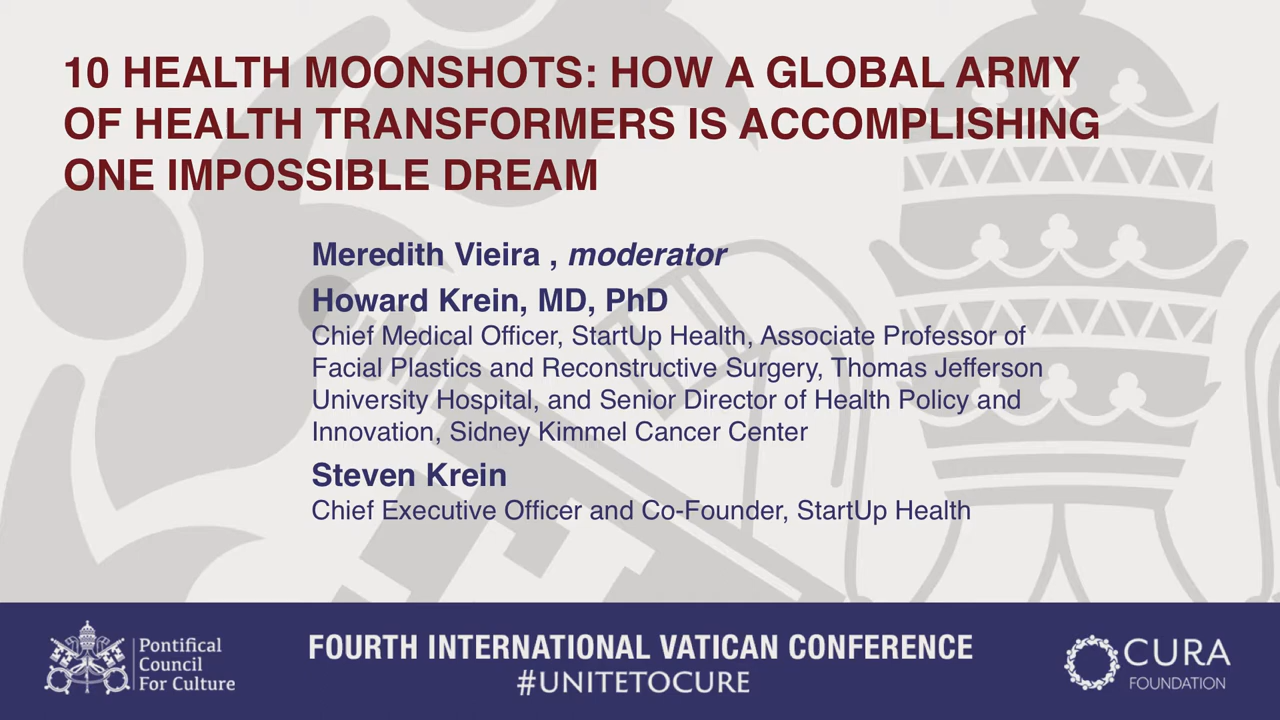 10 HEALTH MOONSHOTS: HOW A GLOBAL ARMY
OF HEALTH TRANSFORMERS IS ACCOMPLISHING
ONE IMPOSSIBLE DREAM
Meredith Vieira , moderator
Howard Krein, MD, PhD
Chief Medical Officer, StartUp Health, Associate Professor of
Facial Plastics and Reconstructive Surgery, Thomas Jefferson
University Hospital, and Senior Director of Health Policy and
Innovation, Sidney Kimmel Cancer Center
Steven Krein
Chief Executive Officer and Co-Founder, StartUp Health
Pontifical
Council
For Culture
FOURTH INTERNATIONAL VATICAN CONFERENCE
#UNITETOCURE
CURA
FOUNDATION